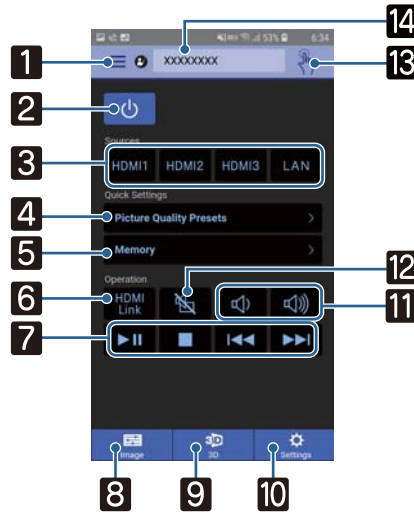 14
53% 6:34
1 XXXXXXXX 13
2
Sources
3 HDMI1 HDMI2 HDMI3 LAN
Quick Settings
4 Picture Quality Presets
5 Memory
12
Operation
6 HDMI Link
11
7
Image 3D 3D Settings
8 9 10